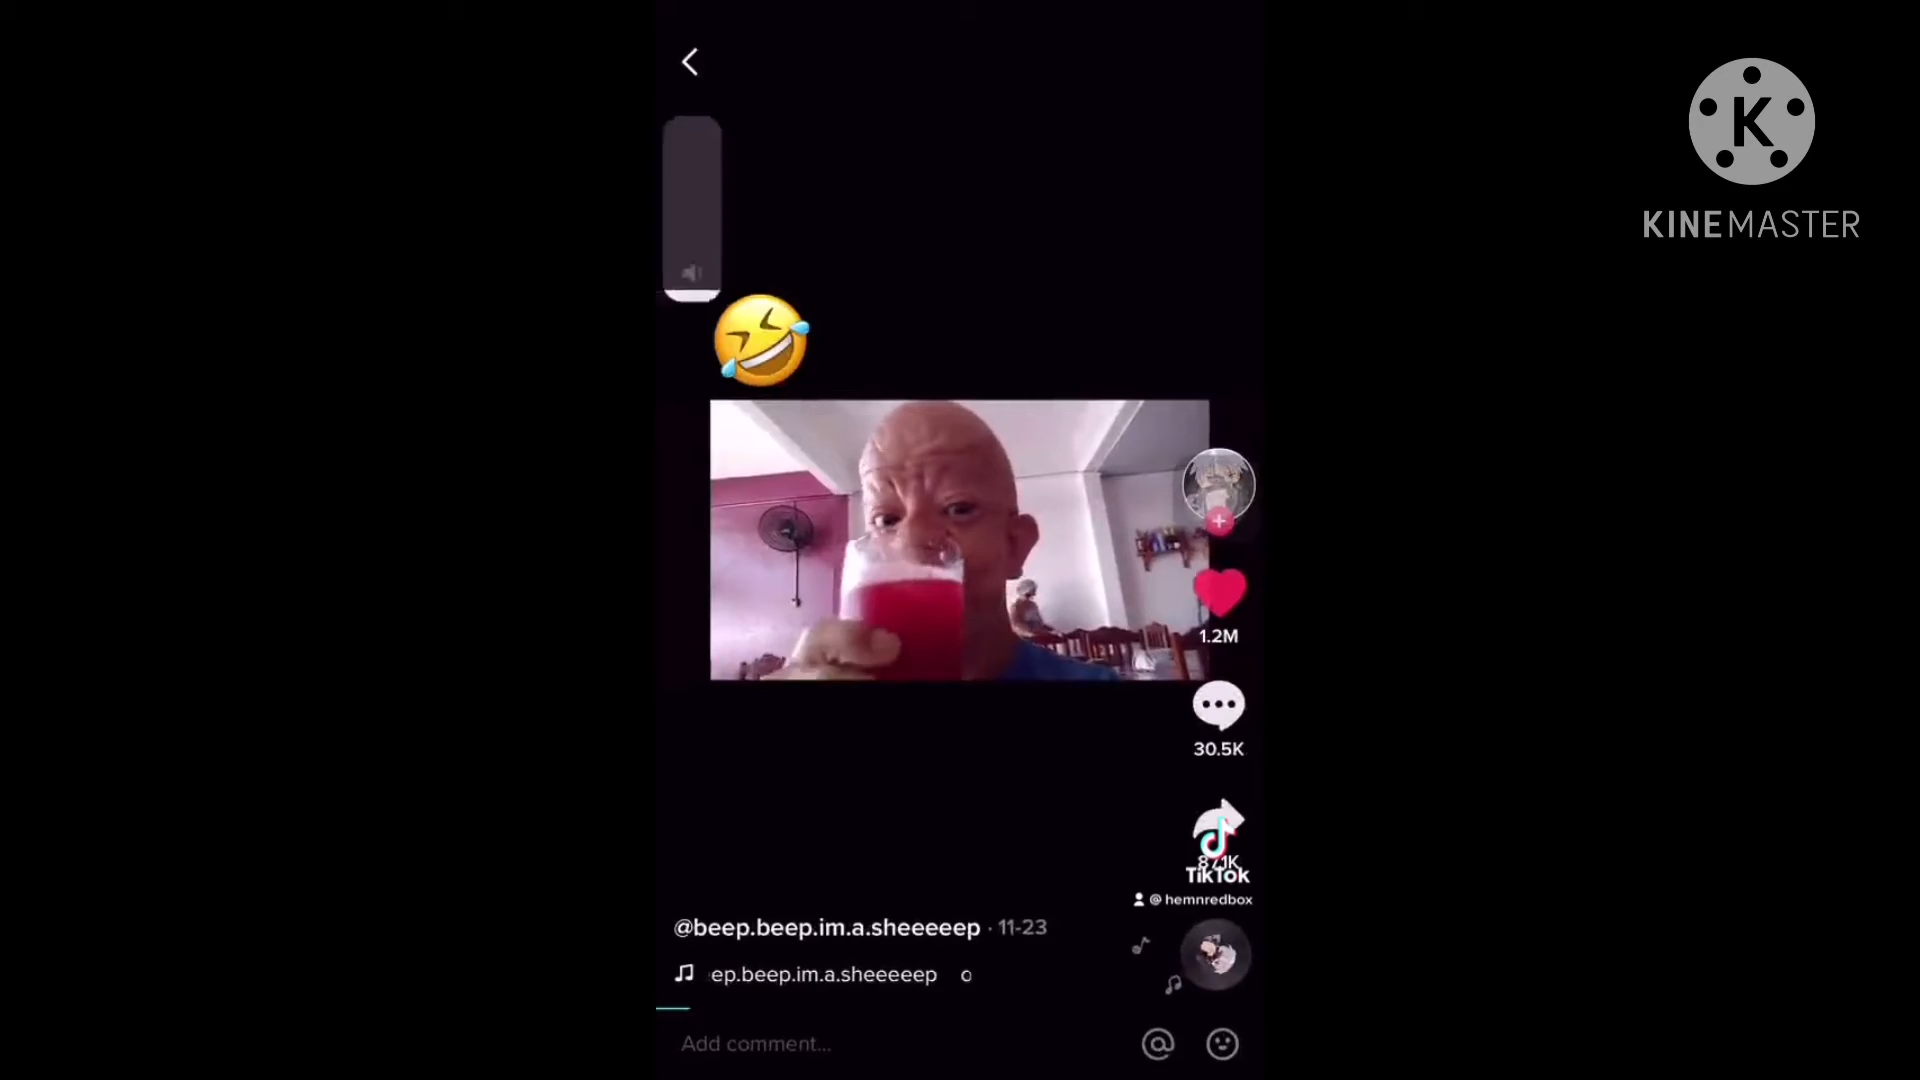 K
KINEMASTER
1.2M
30.5K
TikTok
@ hemnredbox
@beep.beep.im.a.sheeeeep · 11-23
ep.beep.im.a.sheeeeep o
Add comment...